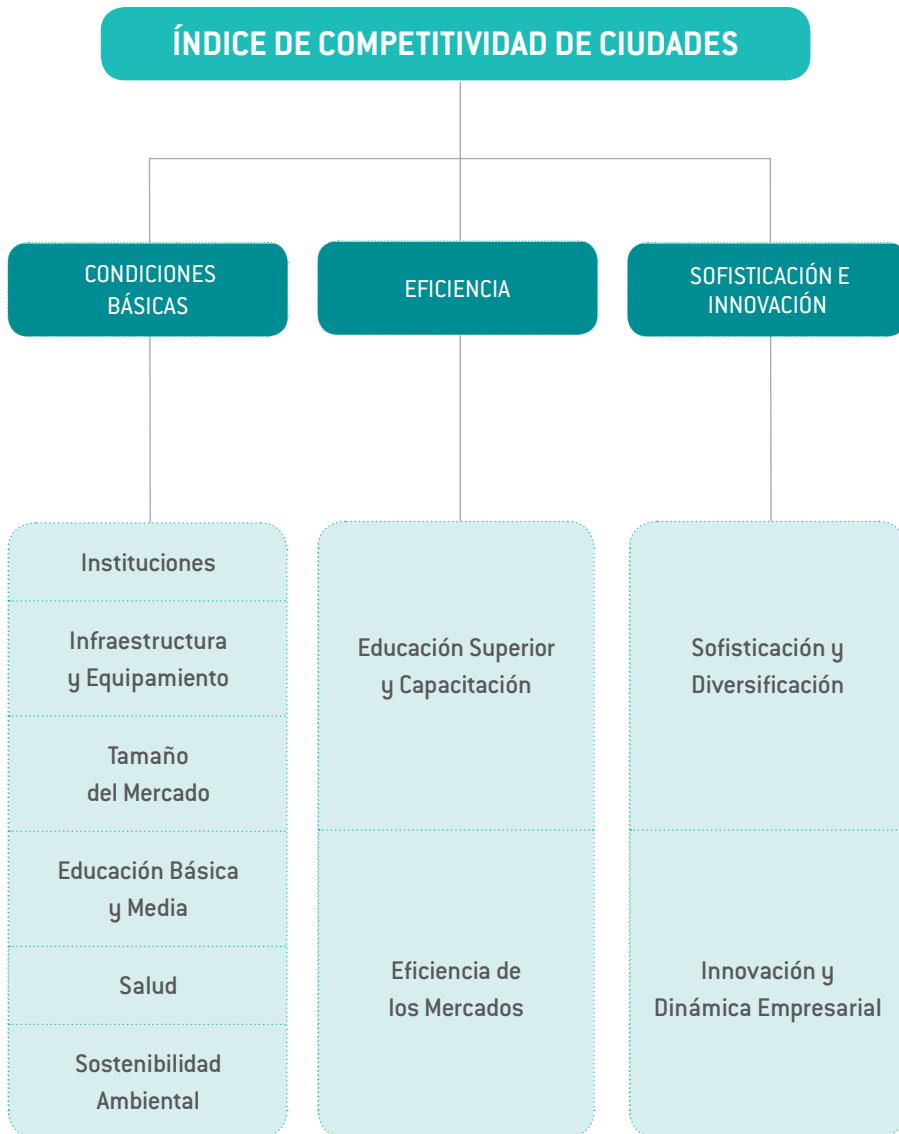 ÍNDICE DE COMPETITIVIDAD DE CIUDADES
CONDICIONES
BÁSICAS
EFICIENCIA
SOFISTICACIÓN E
INNOVACIÓN
Instituciones
Infraestructura
y Equipamiento
Tamaño
del Mercado
Educación Básica
y Media
Salud
Sostenibilidad
Ambiental
Educación Superior
y Capacitación
Eficiencia de
los Mercados
Sofisticación y
Diversificación
Innovación y
Dinámica Empresarial